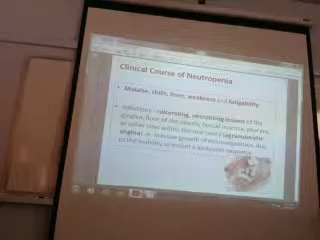 Clinical Course of Neutropenia
• Malaise, chills, fever, weakness and fatigability
• Infections - ulcerating, necrotizing lesions of the
gingiva, floor of the mouth, buccal mucosa, pharynx,
or other sites within the oral cavity (agranulocytic
angina) massive growth of microorganisms, due
to the inability to mount a leukocyte response